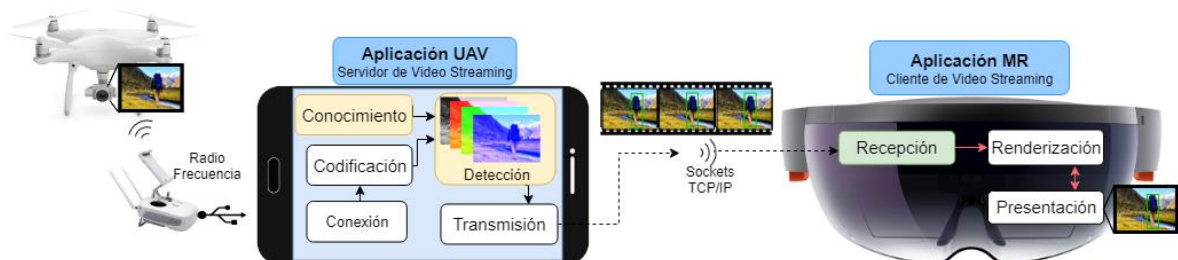 Aplicación UAV
Servidor de Video Streaming
Aplicación MR
Cliente de Video Streaming
Radio
Frecuencia
Conocimiento
Codificación
Conexión
Detección
Transmisión
Sockets
TCP/IP
Recepción
Renderización
Presentación